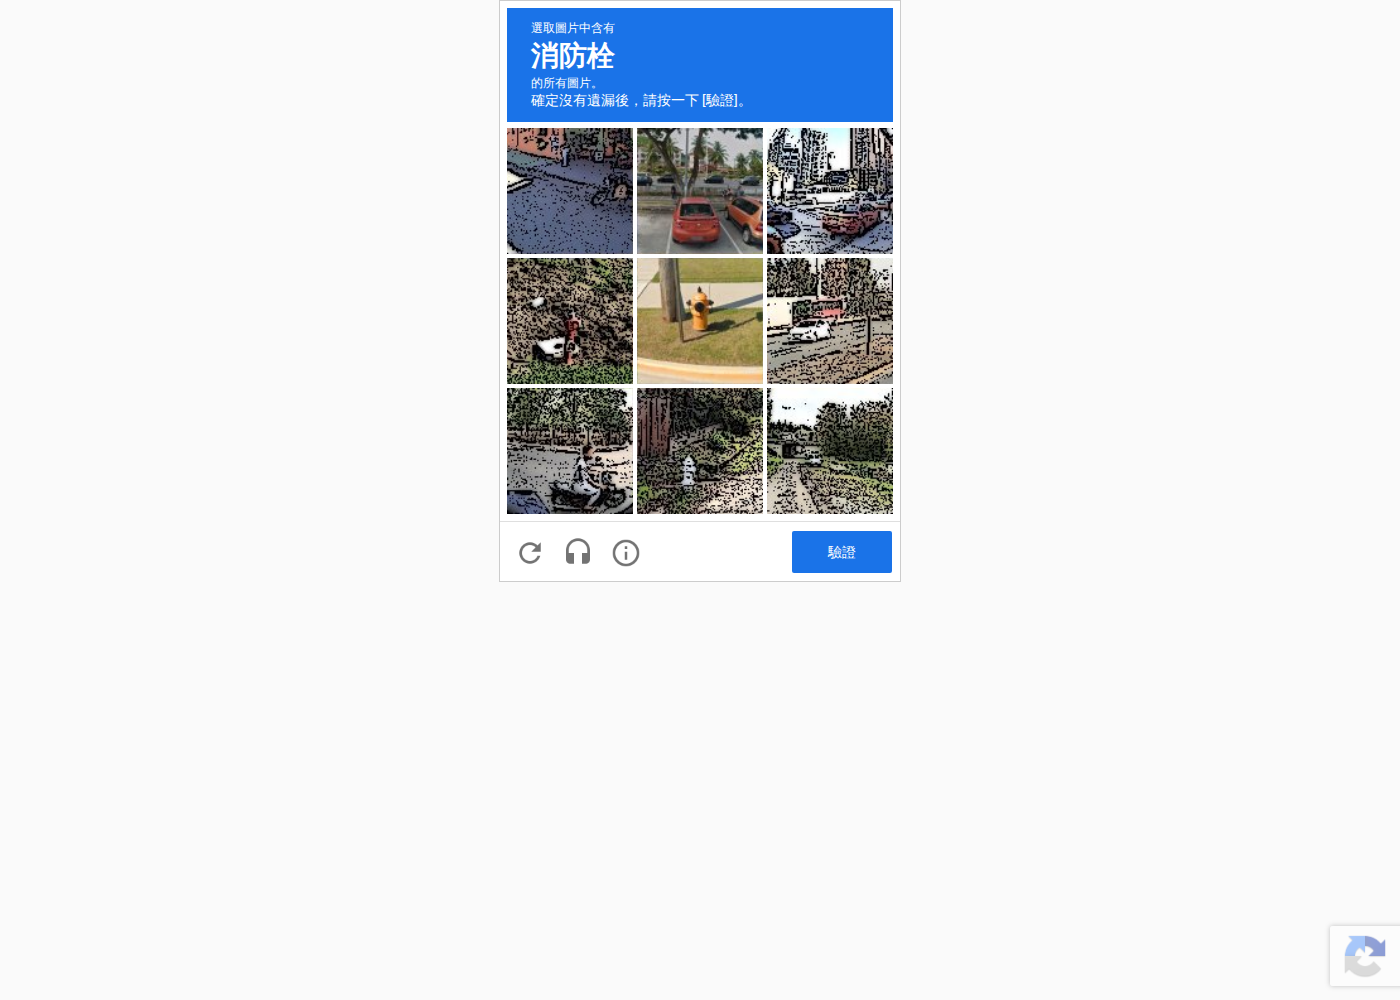 選取圖片中含有
消防栓
的所有圖片。
確定沒有遺漏後，請按一下 [驗證]。
驗證